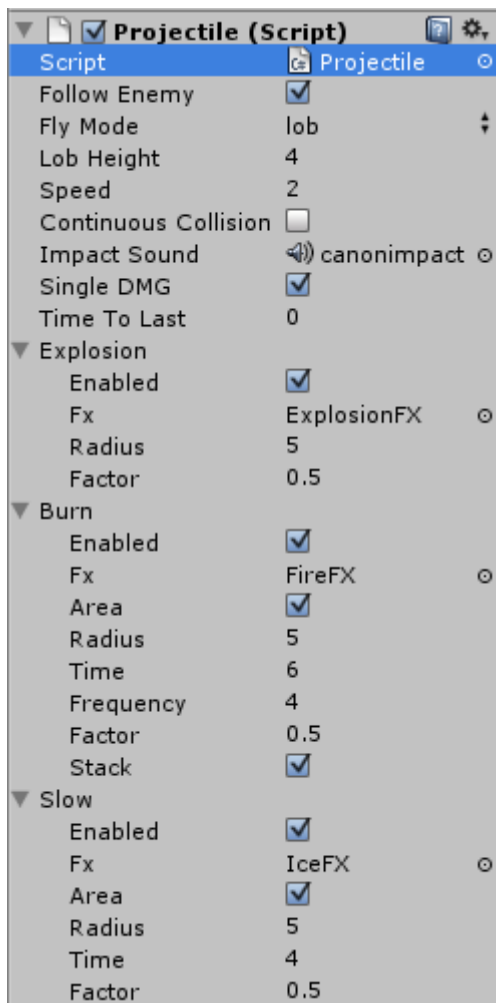 Projectile (Script)
Script C# Projectile
Follow Enemy
Fly Mode lob
Lob Height 4
Speed 2
Continuous Collision
Impact Sound canonimpact
Single DMG
Time To Last 0
Explosion
Enabled
Fx ExplosionFX
Radius 5
Factor 0.5
Burn
Enabled
Fx FireFX
Area
Radius 5
Time 6
Frequency 4
Factor 0.5
Stack
Slow
Enabled
Fx IceFX
Area
Radius 5
Time 4
Factor 0.5